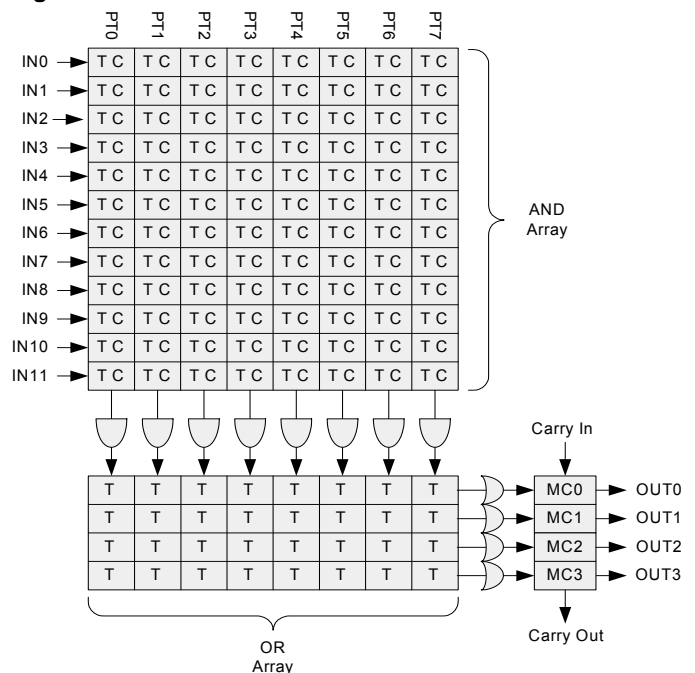 PT0 PT1 PT2 PT3 PT4 PT5 PT6 PT7
IN0 T C T C T C T C T C T C T C T C
IN1 T C T C T C T C T C T C T C T C
IN2 T C T C T C T C T C T C T C T C
IN3 T C T C T C T C T C T C T C T C
IN4 T C T C T C T C T C T C T C T C
IN5 T C T C T C T C T C T C T C T C
IN6 T C T C T C T C T C T C T C T C
IN7 T C T C T C T C T C T C T C T C
IN8 T C T C T C T C T C T C T C T C
IN9 T C T C T C T C T C T C T C T C
IN10 T C T C T C T C T C T C T C T C
IN11 T C T C T C T C T C T C T C T C
AND
Array
Carry In
T T T T T T T T MC0 OUT0
T T T T T T T T MC1 OUT1
T T T T T T T T MC2 OUT2
T T T T T T T T MC3 OUT3
Carry Out
OR
Array